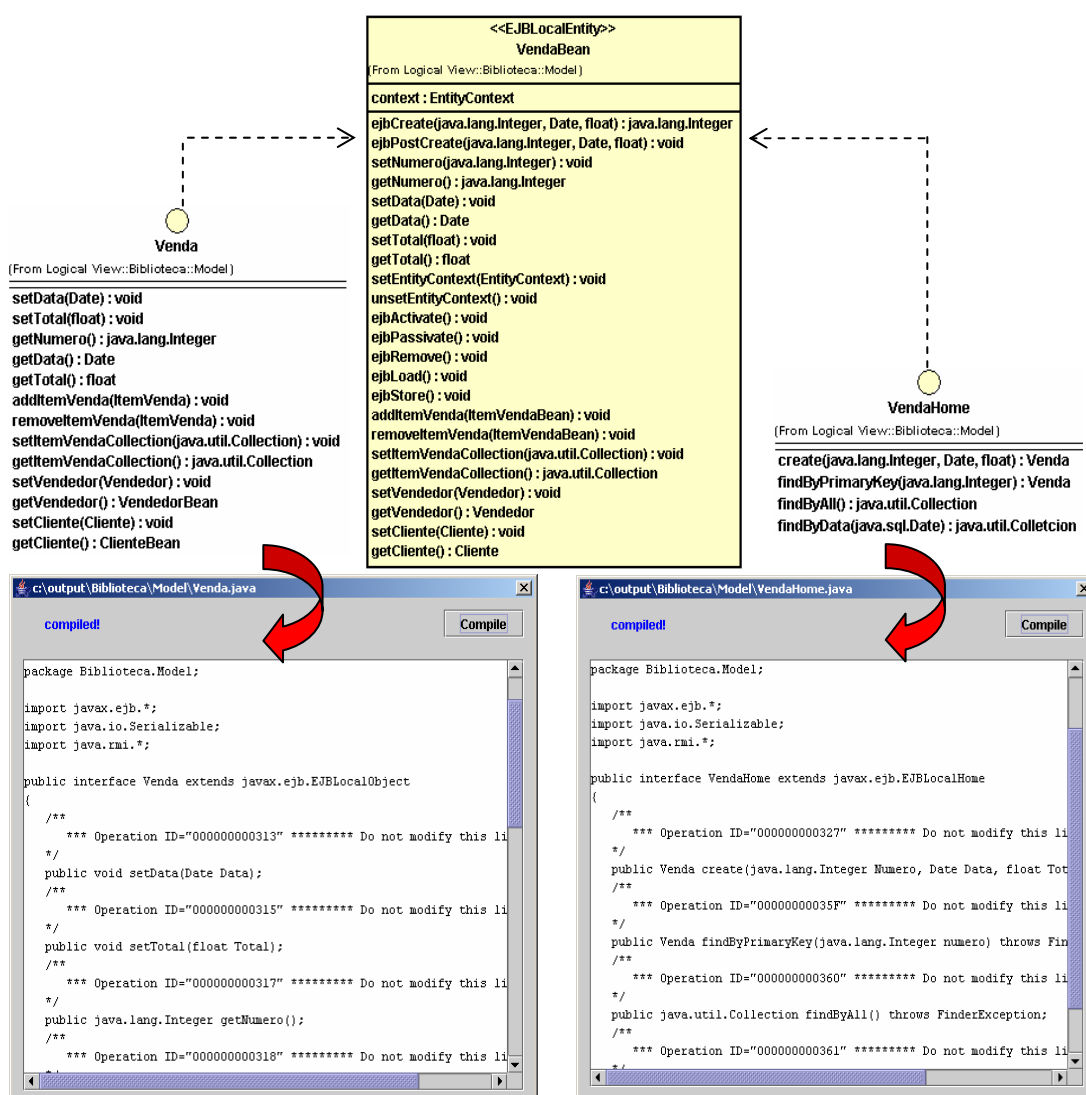 <<EJBLocalEntity>>
VendaBean
(From Logical View::Biblioteca::Model)
context : EntityContext
ejbCreate(java.lang.Integer, Date, float) : java.lang.Integer
ejbPostCreate(java.lang.Integer, Date, float) : void
setNumero(java.lang.Integer) : void
getNumero() : java.lang.Integer
setData(Date) : void
getData() : Date
setTotal(float) : void
getTotal() : float
setEntityContext(EntityContext) : void
unsetEntityContext() : void
ejbActivate() : void
ejbPassivate() : void
ejbRemove() : void
ejbLoad() : void
ejbStore() : void
addItemVenda(ItemVendaBean) : void
removeItemVenda(ItemVendaBean) : void
setItemVendaCollection(java.util.Collection) : void
getItemVendaCollection() : java.util.Collection
setVendedor(Vendedor) : void
getVendedor() : Vendedor
setCliente(Cliente) : void
getCliente() : Cliente
Venda
(From Logical View::Biblioteca::Model)
setData(Date) : void
setTotal(float) : void
getNumero() : java.lang.Integer
getData() : Date
getTotal() : float
addItemVenda(ItemVenda) : void
removeItemVenda(ItemVenda) : void
setItemVendaCollection(java.util.Collection) : void
getItemVendaCollection() : java.util.Collection
setVendedor(Vendedor) : void
getVendedor() : VendedorBean
setCliente(Cliente) : void
getCliente() : ClienteBean
VendaHome
(From Logical View::Biblioteca::Model)
create(java.lang.Integer, Date, float) : Venda
findByPrimaryKey(java.lang.Integer) : Venda
findByAll() : java.util.Collection
findByData(java.sql.Date) : java.util.Colletcion
c:\output\Biblioteca\Model\Venda.java
compiled!
Compile
package Biblioteca.Model;
import javax.ejb.*;
import java.io.Serializable;
import java.rmi.*;
public interface Venda extends javax.ejb.EJBLocalObject
{
/**
*** Operation ID="000000000313" ********* Do not modify this li
*/
public void setData(Date Data);
/**
*** Operation ID="000000000315" ********* Do not modify this li
*/
public void setTotal(float Total);
/**
*** Operation ID="000000000317" ********* Do not modify this li
*/
public java.lang.Integer getNumero();
/**
*** Operation ID="000000000318" ********* Do not modify this li
c:\output\Biblioteca\Model\VendaHome.java
compiled!
Compile
package Biblioteca.Model;
import javax.ejb.*;
import java.io.Serializable;
import java.rmi.*;
public interface VendaHome extends javax.ejb.EJBLocalHome
{
/**
*** Operation ID="000000000327" ********* Do not modify this li
*/
public Venda create(java.lang.Integer Numero, Date Data, float Tot
/**
*** Operation ID="00000000035F" ********* Do not modify this li
*/
public Venda findByPrimaryKey(java.lang.Integer numero) throws Fin
/**
*** Operation ID="000000000360" ********* Do not modify this li
*/
public java.util.Collection findByAll() throws FinderException;
/**
*** Operation ID="000000000361" ********* Do not modify this li